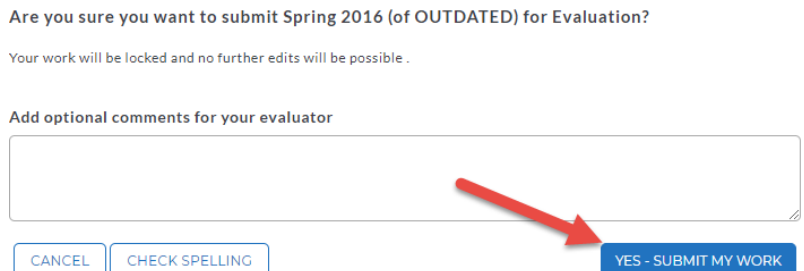 Are you sure you want to submit Spring 2016 (of OUTDATED) for Evaluation?
Your work will be locked and no further edits will be possible .
Add optional comments for your evaluator
CANCEL CHECK SPELLING YES - SUBMIT MY WORK